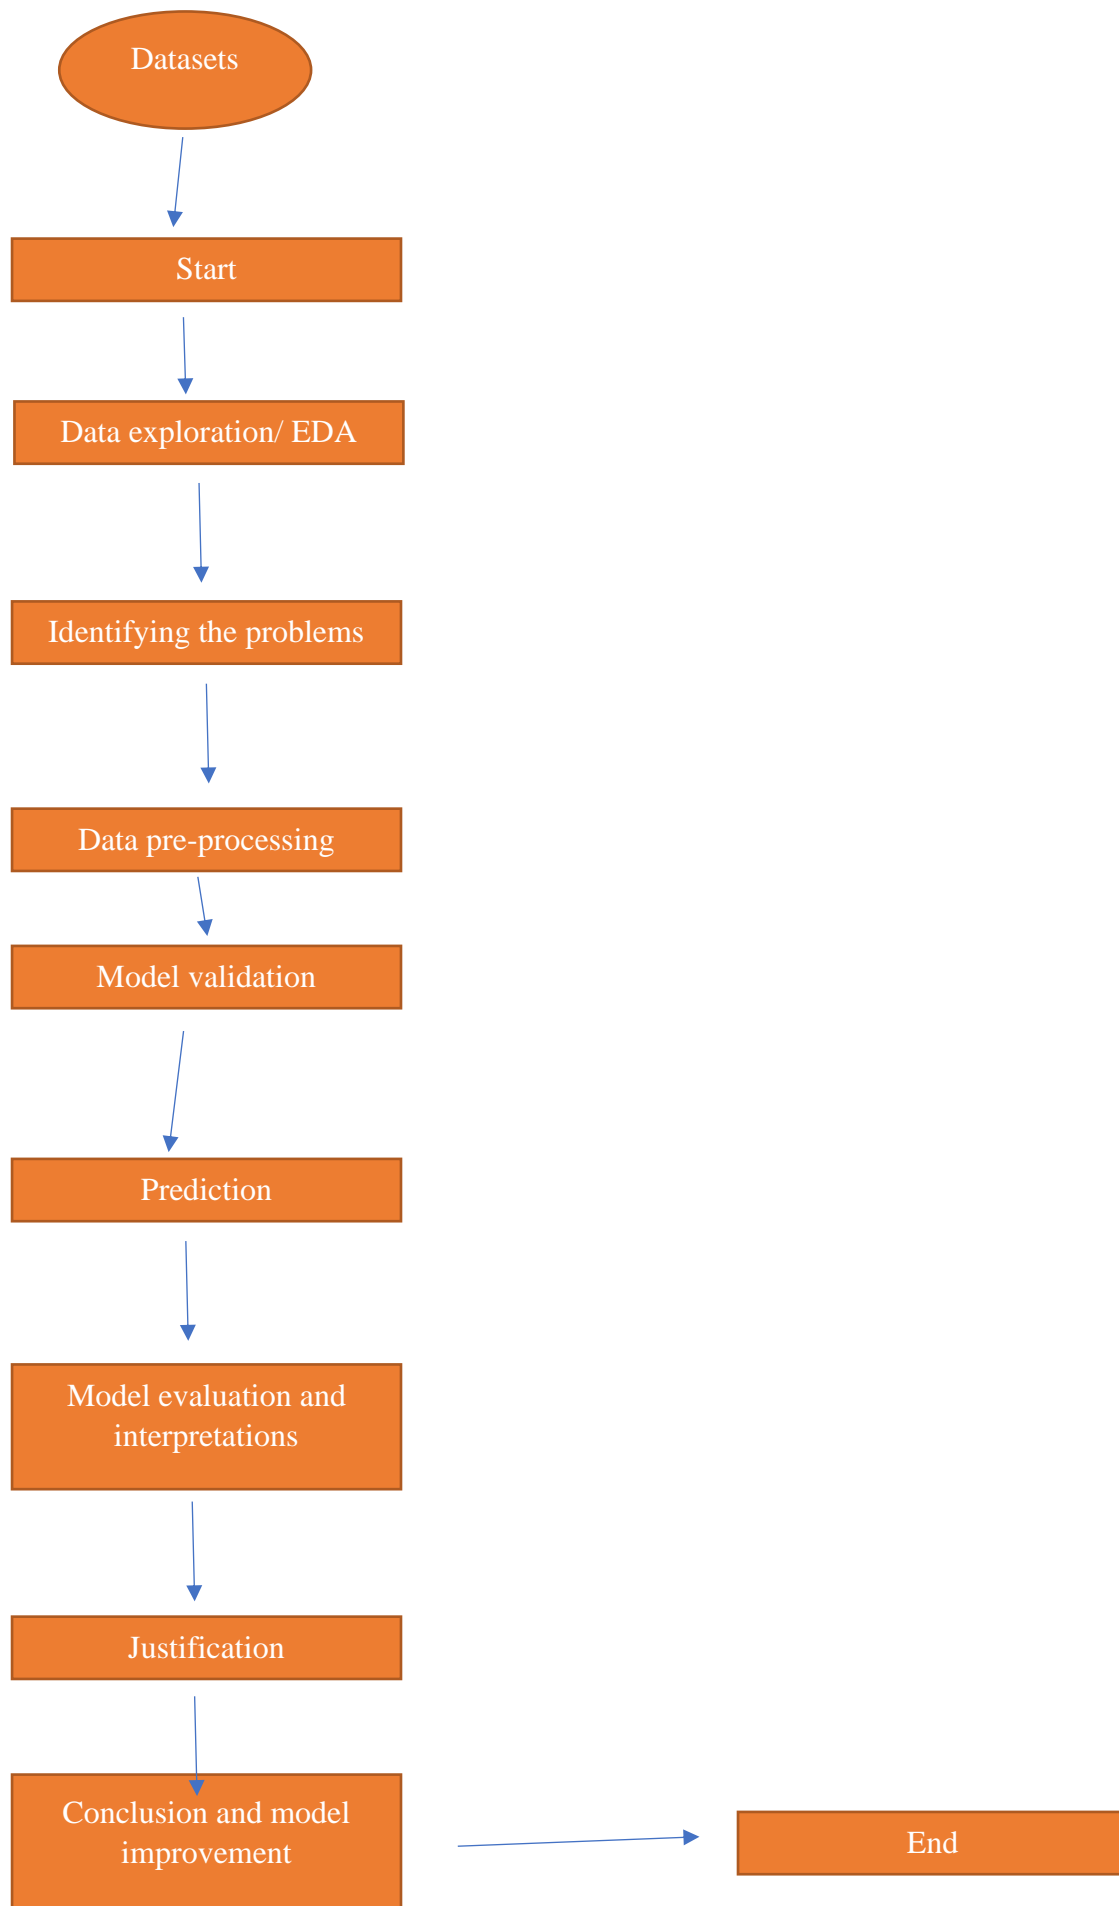 Datasets
Start
Data exploration/ EDA
Identifying the problems
Data pre-processing
Model validation
Prediction
Model evaluation and
interpretations
Justification
Conclusion and model
improvement
End